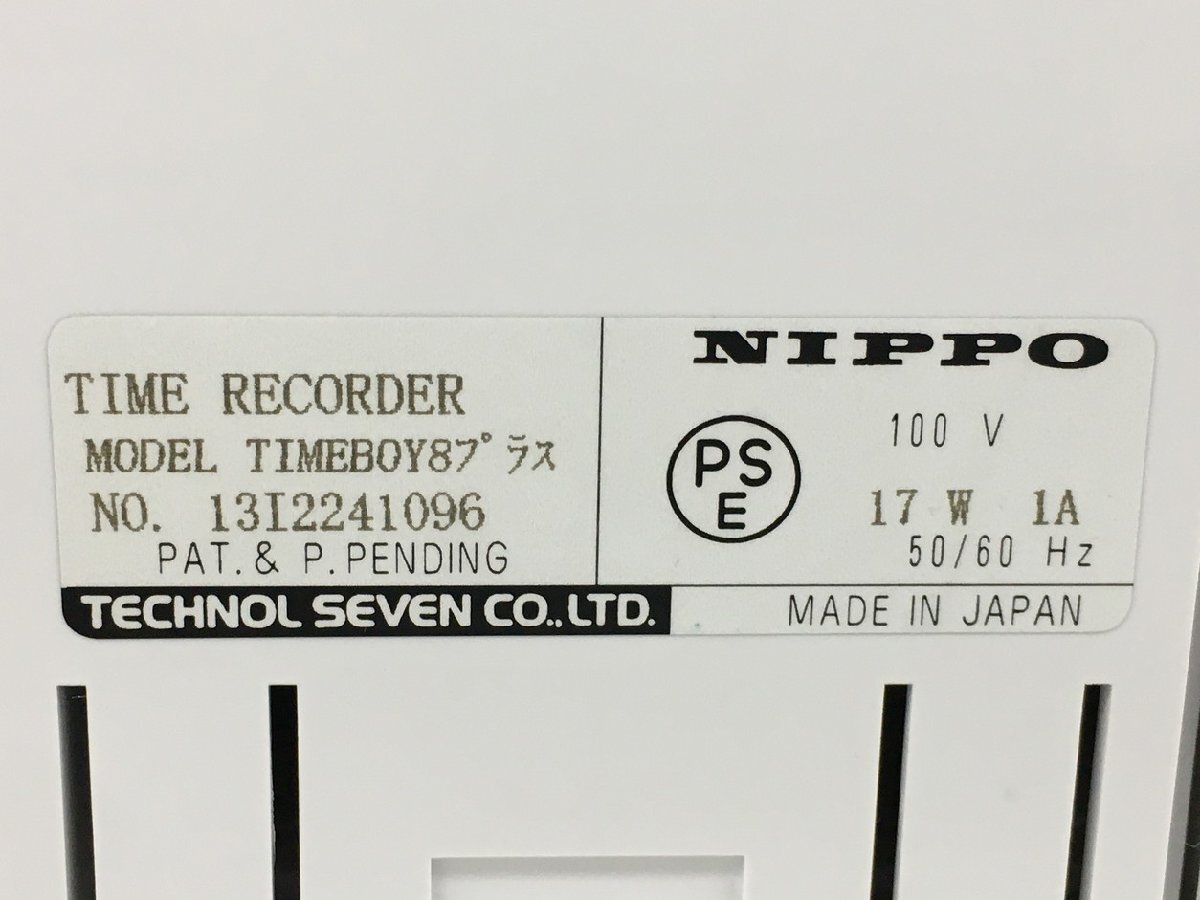 TIME RECORDER
MODEL TIMEBOY8プラス
NO. 13I2241096
PAT. & P. PENDING
TECHNOL SEVEN CO.,LTD.
NIPPO
PSE
100 V
17 W 1A
50/60 Hz
MADE IN JAPAN